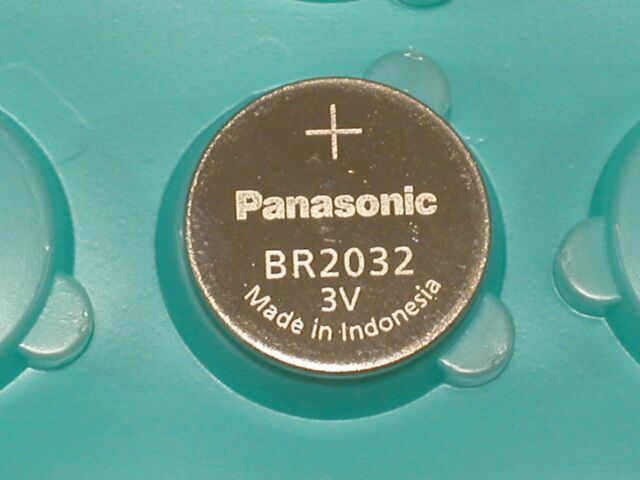 +
Panasonic
BR2032
3V
Made in Indonesia